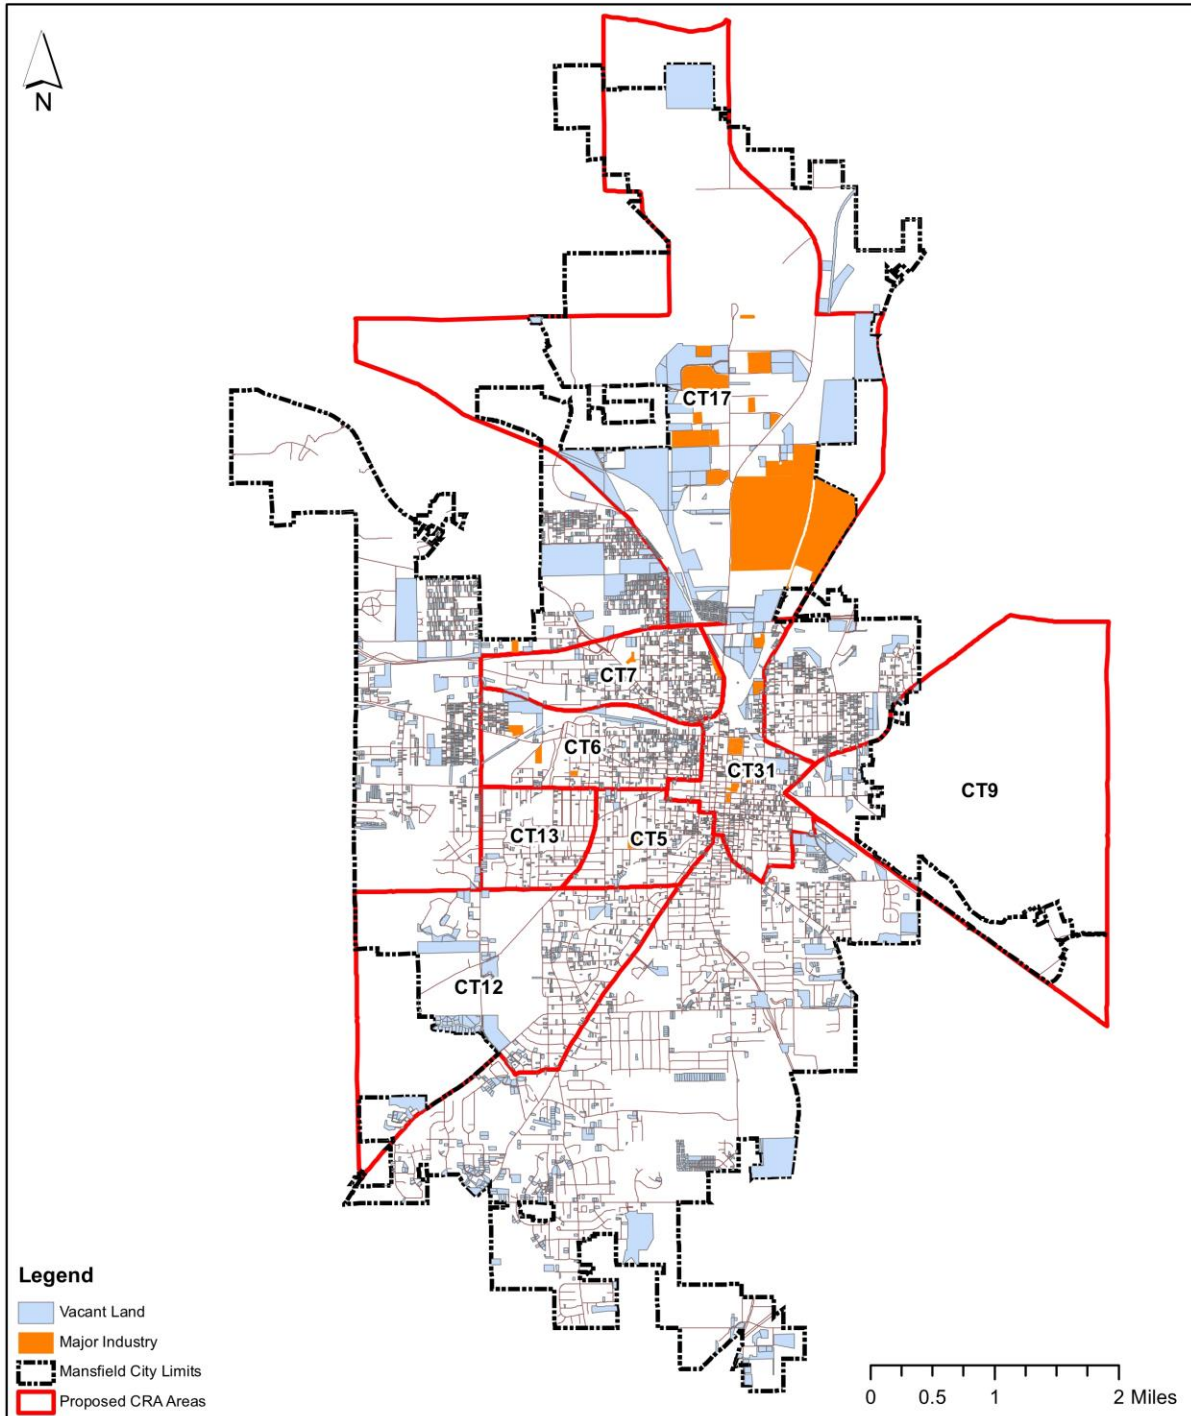 N
CT17
CT7
CT6
CT31
CT9
CT13
CT5
CT12
Legend
Vacant Land
Major Industry
Mansfield City Limits
Proposed CRA Areas
0 0.5 1 2 Miles